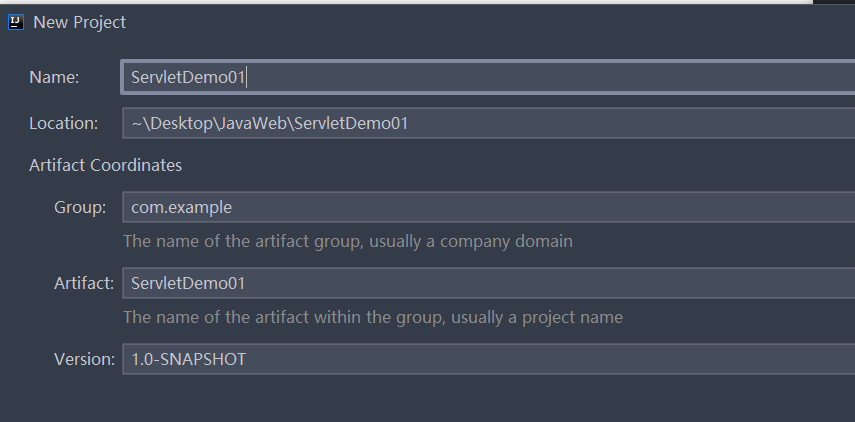 New Project
Name: ServletDemo01
Location: ~\Desktop\JavaWeb\ServletDemo01
Artifact Coordinates
Group: com.example
The name of the artifact group, usually a company domain
Artifact: ServletDemo01
The name of the artifact within the group, usually a project name
Version: 1.0-SNAPSHOT